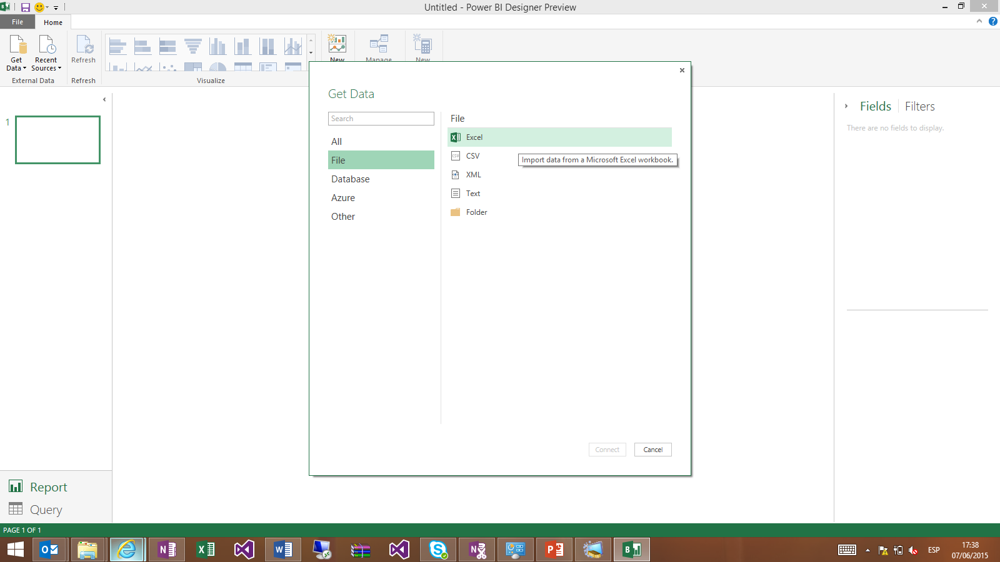 Untitled - Power BI Designer Preview
File
Home
Get Data
Recent Sources
Refresh
New
Manage
New
External Data
Refresh
Visualize
Get Data
Search
All
File
Database
Azure
Other
File
Excel
CSV
CSV
XML
Text
Folder
Import data from a Microsoft Excel workbook.
Connect
Cancel
1
Fields
Filters
There are no fields to display.
Report
Query
PAGE 1 OF 1
ESP
17:38
07/06/2015